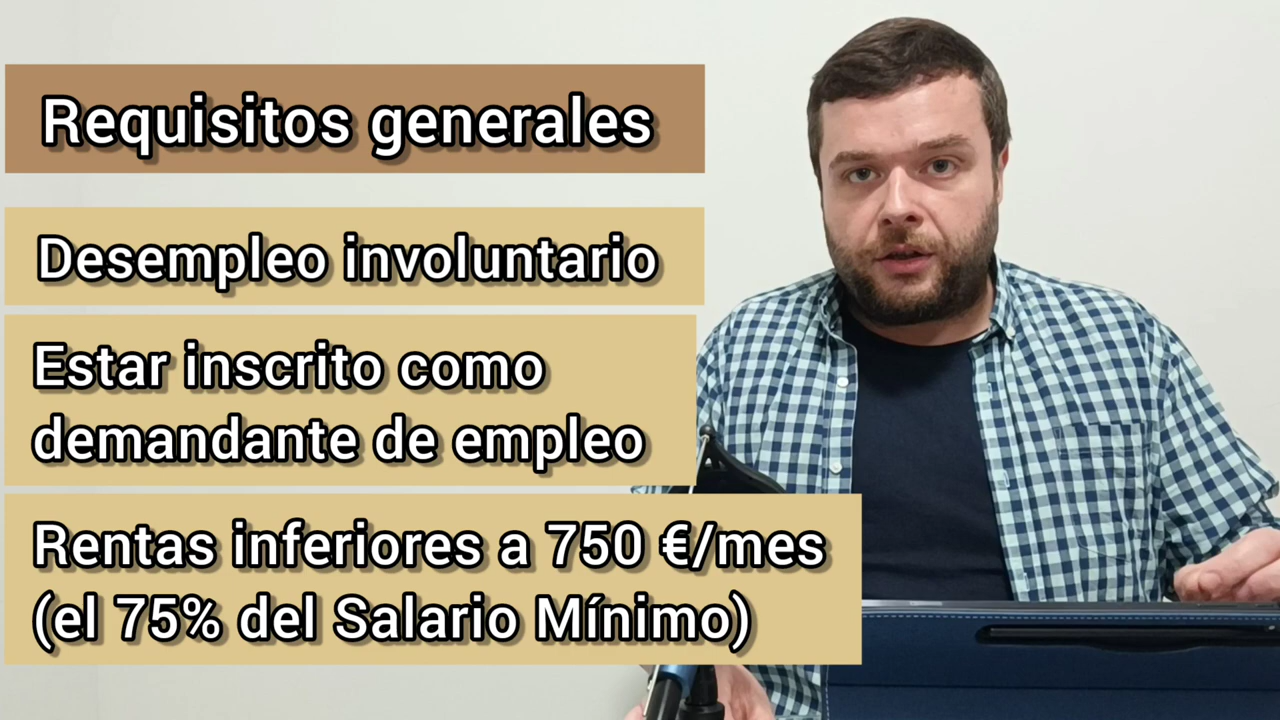 Requisitos generales
Desempleo involuntario
Estar inscrito como
demandante de empleo
Rentas inferiores a 750 €/mes
(el 75% del Salario Mínimo)